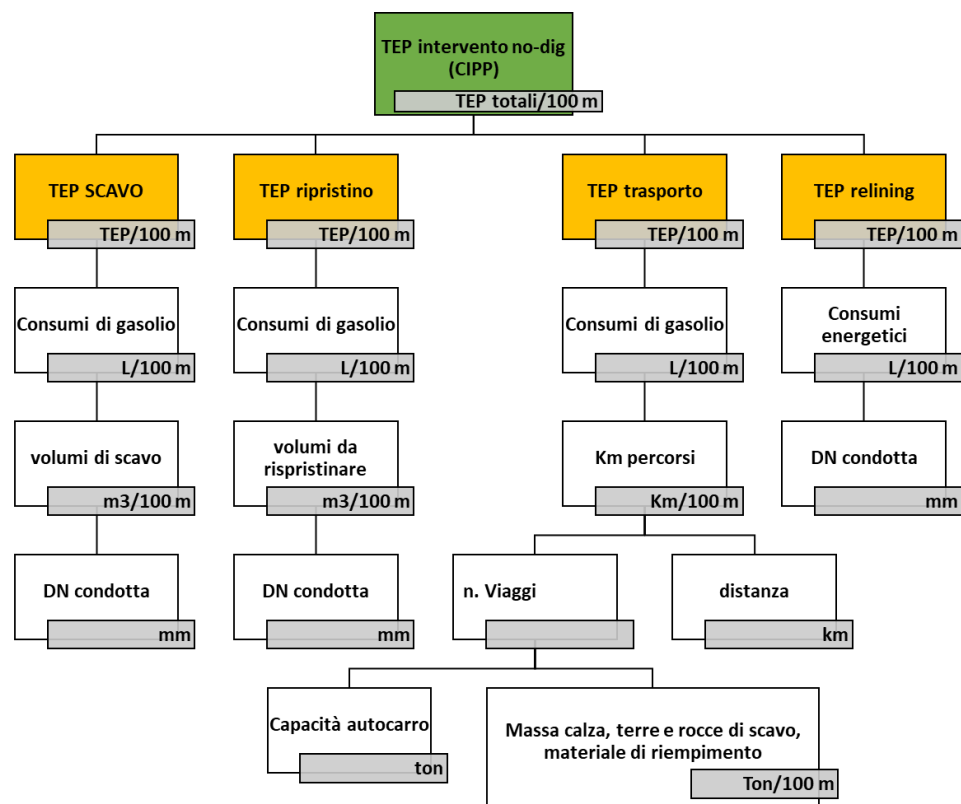 TEP intervento no-dig
(CIPP)
TEP totali/100 m
TEP SCAVO
TEP/100 m
TEP ripristino
TEP/100 m
TEP trasporto
TEP/100 m
TEP relining
TEP/100 m
Consumi di gasolio
L/100 m
Consumi di gasolio
L/100 m
Consumi di gasolio
L/100 m
Consumi
energetici
L/100 m
volumi di scavo
m3/100 m
volumi da
rispristinare
m3/100 m
Km percorsi
Km/100 m
DN condotta
mm
DN condotta
mm
DN condotta
mm
n. Viaggi
distanza
km
Capacità autocarro
ton
Massa calza, terre e rocce di scavo,
materiale di riempimento
Ton/100 m